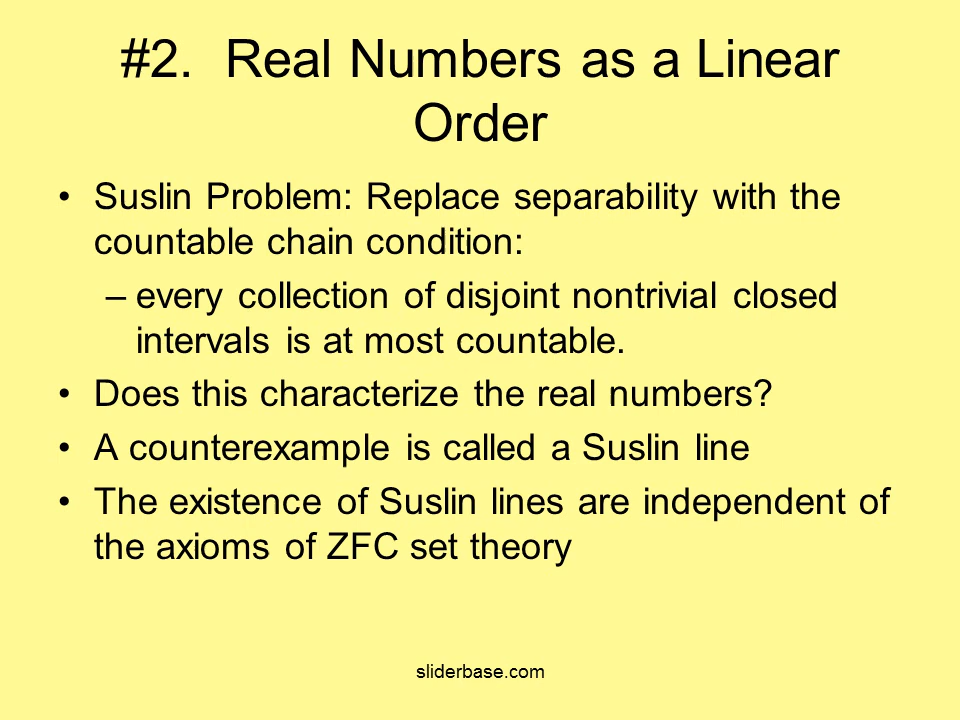 #2. Real Numbers as a Linear
Order
• Suslin Problem: Replace separability with the
countable chain condition:
– every collection of disjoint nontrivial closed
intervals is at most countable.
• Does this characterize the real numbers?
• A counterexample is called a Suslin line
• The existence of Suslin lines are independent of
the axioms of ZFC set theory
sliderbase.com